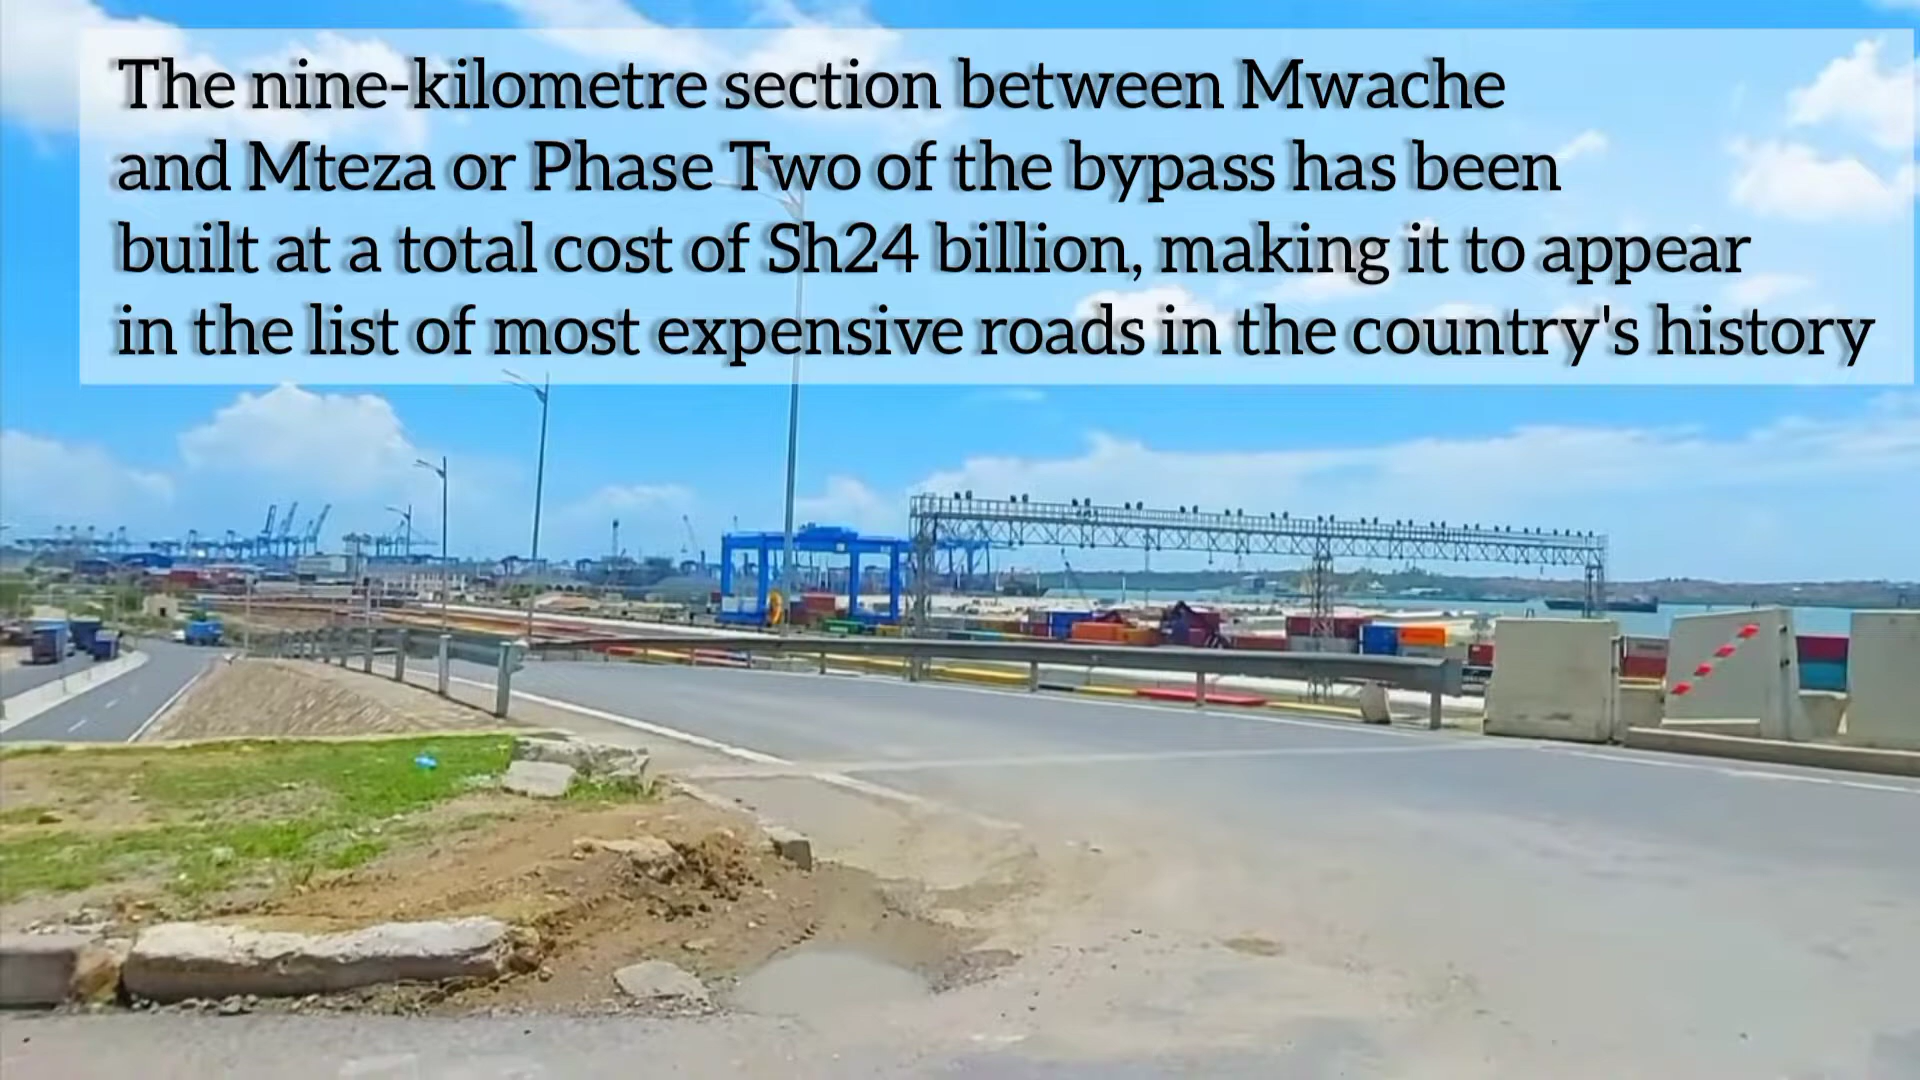 The nine-kilometre section between Mwache
and Mteza or Phase Two of the bypass has been
built at a total cost of Sh24 billion, making it to appear
in the list of most expensive roads in the country's history